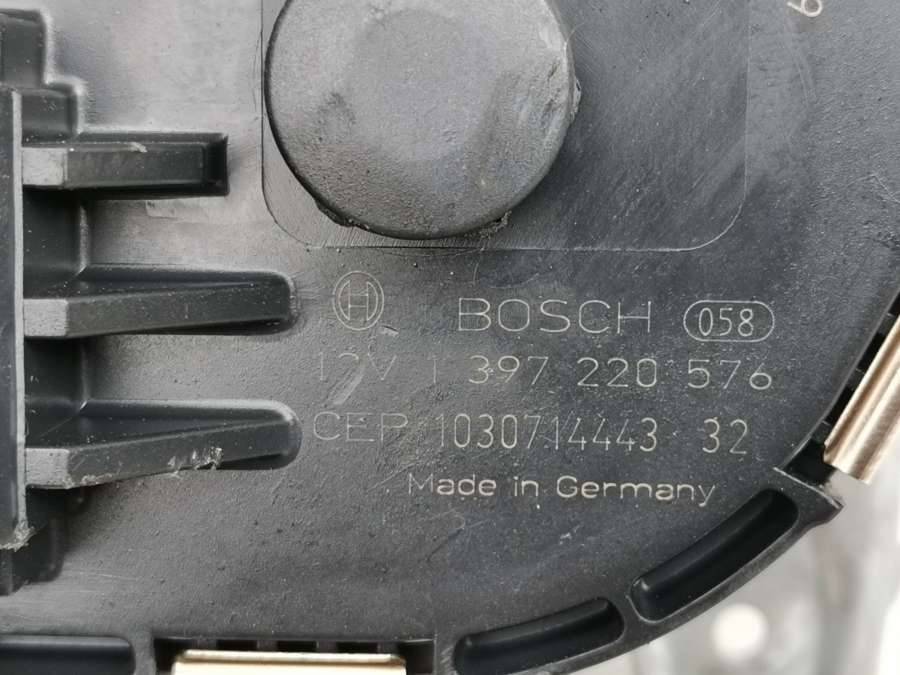 BOSCH 058
12V 1 397 220 576
CEP 1030714443 32
Made in Germany